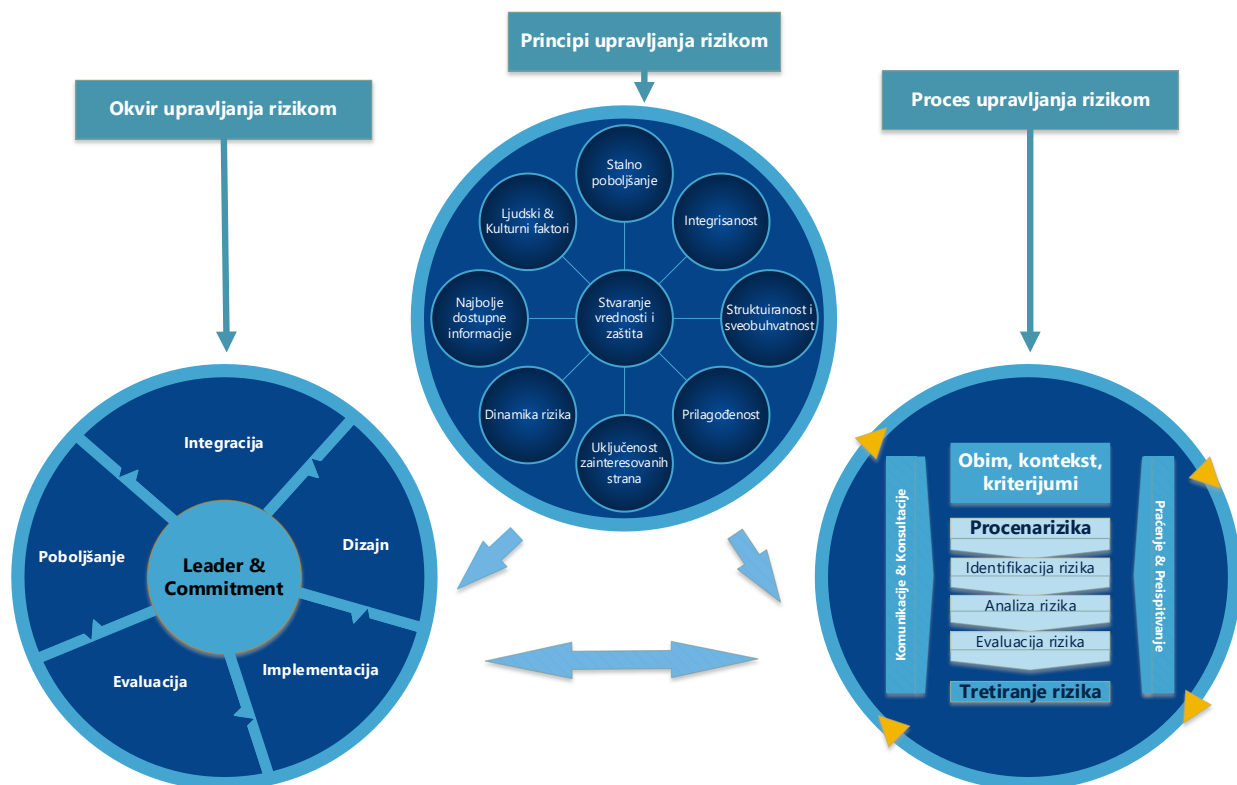 Principi upravljanja rizikom
Okvir upravljanja rizikom
Proces upravljanja rizikom
Stalno
poboljšanje
Ljudski &
Kulturni faktori
Integrisanost
Najbolje
dostupne
informacije
Stvaranje
vrednosti i
zaštita
Struktuiranost i
sveobuhvatnost
Dinamika rizika
Prilagođenost
Uključenost
zainteresovanih
strana
Integracija
Poboljšanje
Dizajn
Leader &
Commitment
Evaluacija
Implementacija
Komunikacije & Konsultacije
Obim, kontekst,
kriterijumi
Procenarizika
Identifikacija rizika
Analiza rizika
Evaluacija rizika
Tretiranje rizika
Praćenje & Preispitivanje